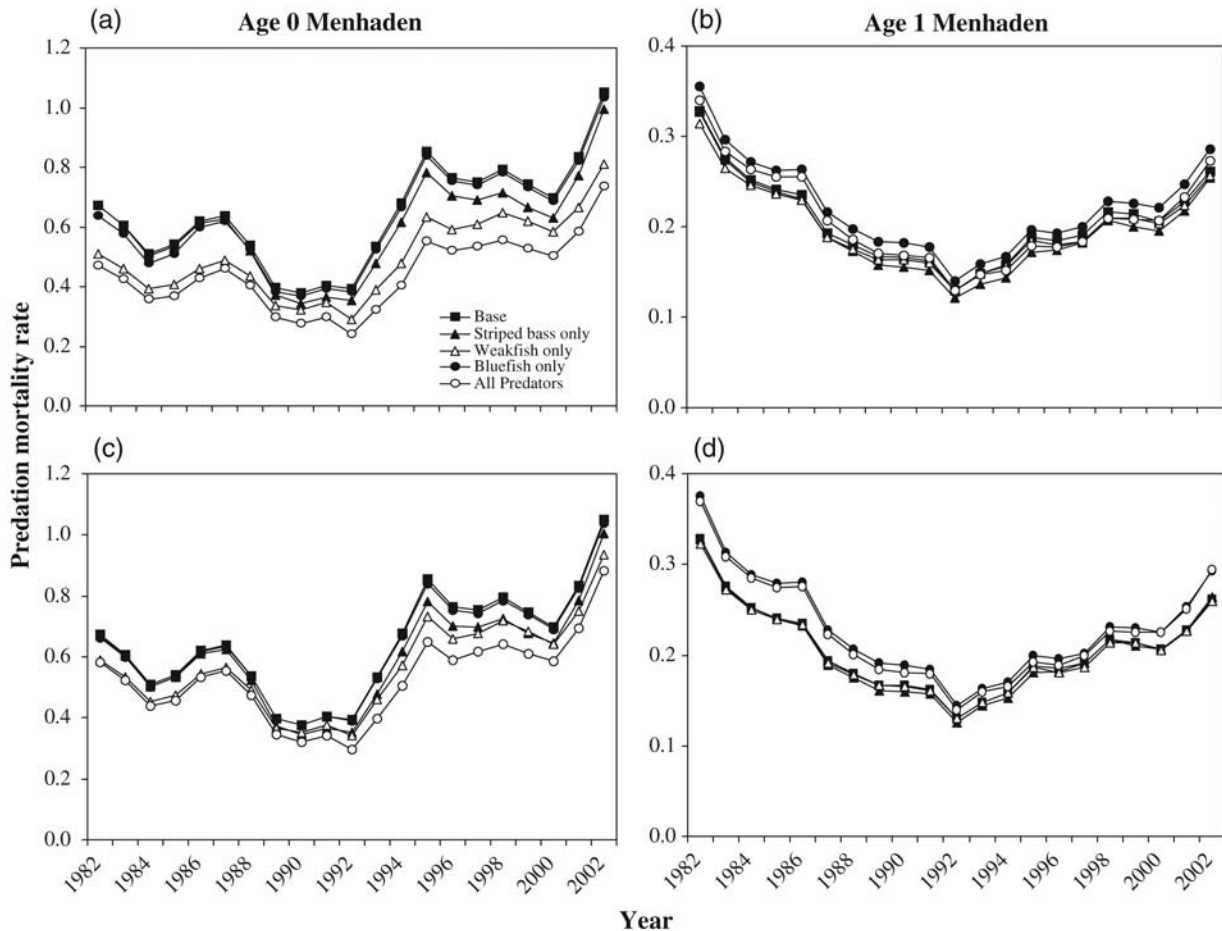 (a) Age 0 Menhaden
(b) Age 1 Menhaden
1.2
1.0
0.8
0.6
0.4
0.2
0.0
Base
Striped bass only
Weakfish only
Bluefish only
All Predators
0.4
0.3
0.2
0.1
0.0
Predation mortality rate
(c)
1.2
1.0
0.8
0.6
0.4
0.2
0.0
1982 1984 1986 1988 1990 1992 1994 1996 1998 2000 2002
(d)
0.4
0.3
0.2
0.1
0.0
1982 1984 1986 1988 1990 1992 1994 1996 1998 2000 2002
Year